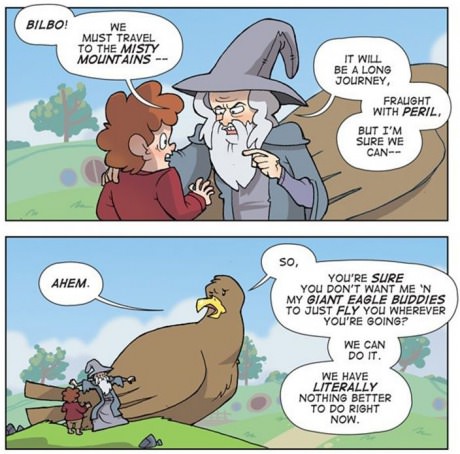 BILBO!
WE
MUST TRAVEL
TO THE MISTY
MOUNTAINS --
IT WILL
BE A LONG
JOURNEY,
FRAUGHT
WITH PERIL,
BUT I'M
SURE WE
CAN--
AHEM.
SO,
YOU'RE SURE
YOU DON'T WANT ME 'N
MY GIANT EAGLE BUDDIES
TO JUST FLY YOU WHEREVER
YOU'RE GOING?
WE CAN
DO IT.
WE HAVE
LITERALLY
NOTHING BETTER
TO DO RIGHT
NOW.